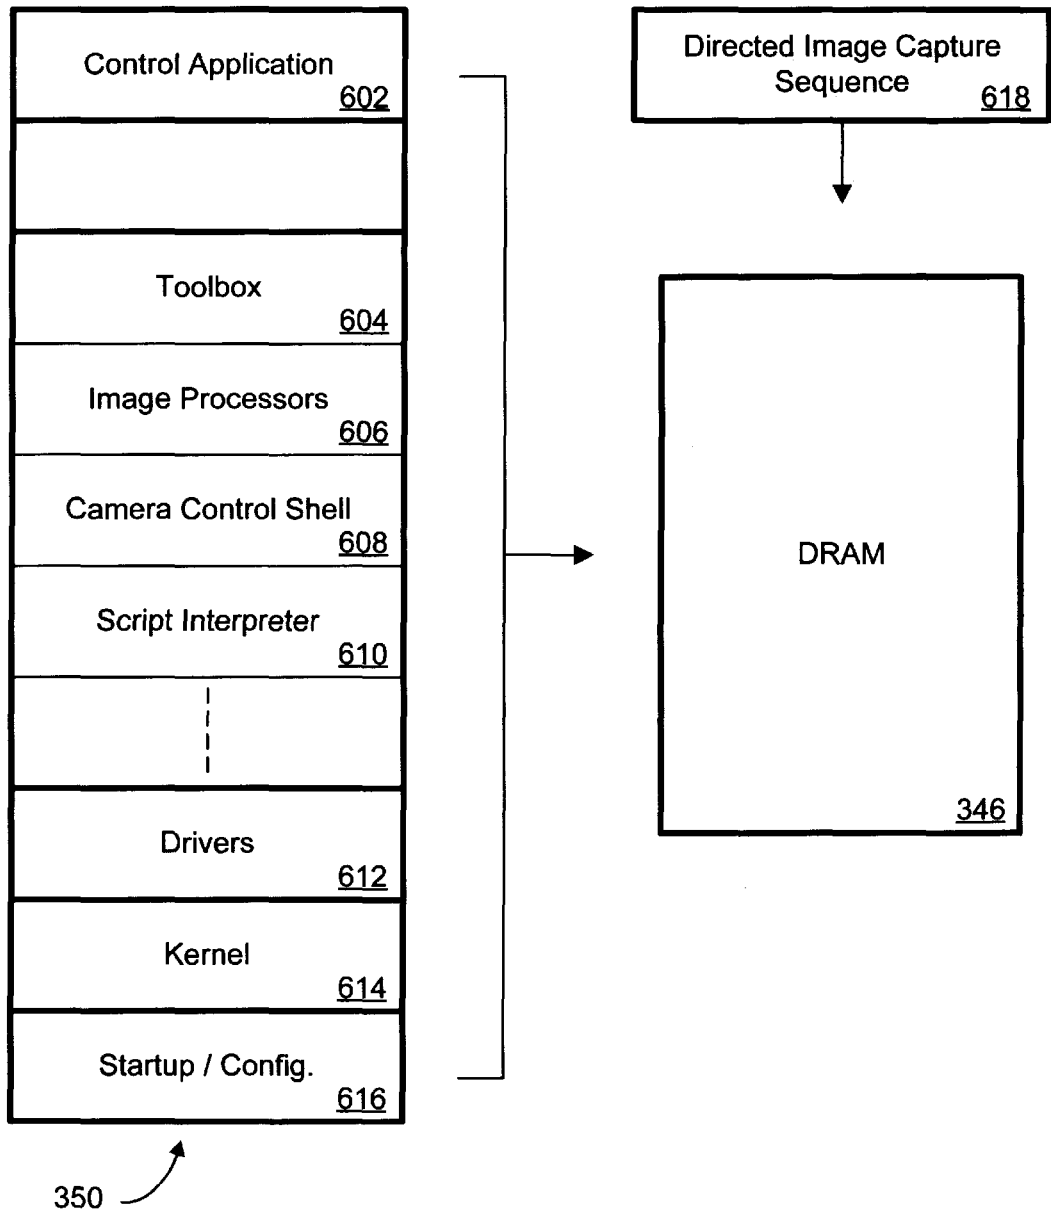 Control Application
602
Toolbox
604
Image Processors
606
Camera Control Shell
608
Script Interpreter
610
Drivers
612
Kernel
614
Startup / Config.
616
350
Directed Image Capture
Sequence
618
DRAM
346